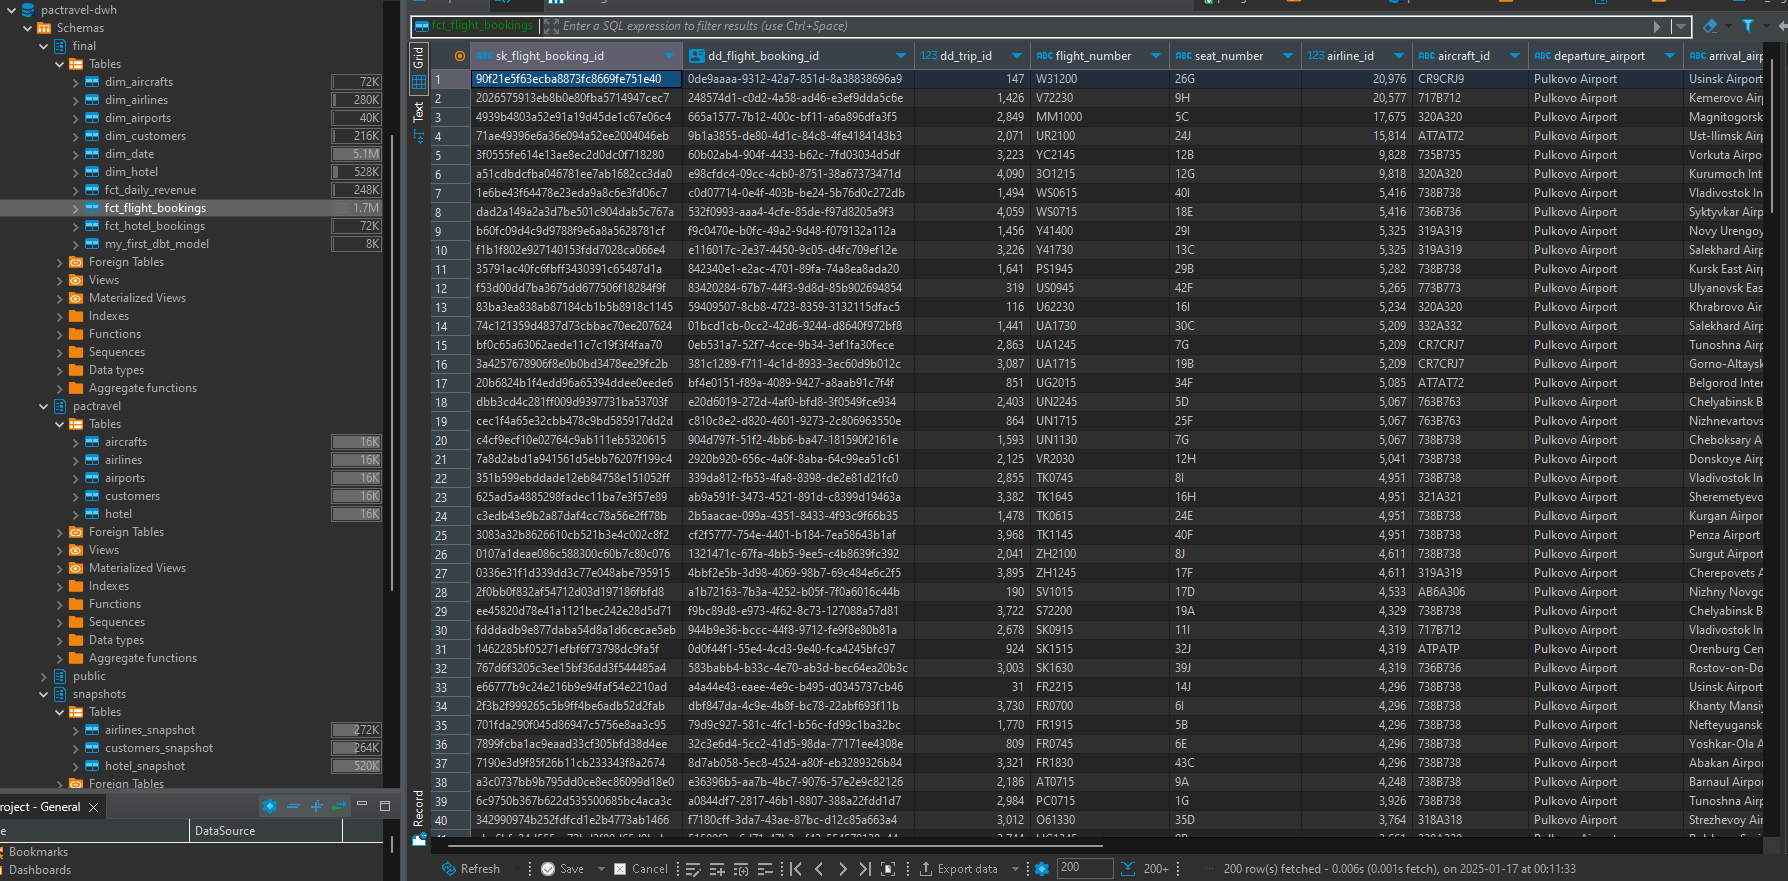 pactravel-dwh
Schemas
final
Tables
dim_aircrafts 72K
dim_airlines 280K
dim_airports 40K
dim_customers 216K
dim_date 5.1M
dim_hotel 528K
fct_daily_revenue 248K
fct_flight_bookings 1.7M
fct_hotel_bookings 72K
my_first_dbt_model 8K
Foreign Tables
Views
Materialized Views
Indexes
Functions
Sequences
Data types
Aggregate functions
pactravel
Tables
aircrafts 16K
airlines 16K
airports 16K
customers 16K
hotel 16K
Foreign Tables
Views
Materialized Views
Indexes
Functions
Sequences
Data types
Aggregate functions
public
snapshots
Tables
airlines_snapshot 272K
customers_snapshot 264K
hotel_snapshot 520K
Foreign Tables
roject - General
e DataSource
Bookmarks
Dashboards
fct_flight_bookings Enter a SQL expression to filter results (use Ctrl+Space)
Grid
Text
Record
ABC sk_flight_booking_id dd_flight_booking_id 123 dd_trip_id ABC flight_number ABC seat_number 123 airline_id ABC aircraft_id ABC departure_airport ABC arrival_air
1 90f21e5f63ecba8873fc8669fe751e40 0de9aaaa-9312-42a7-851d-8a38838696a9 147 W31200 26G 20,976 CR9CRJ9 Pulkovo Airport Usinsk Airport
2 2026575913eb8b0e80fba5714947cec7 248574d1-c0d2-4a58-ad46-e3ef9dda5c6e 1,426 V72230 9H 20,577 717B712 Pulkovo Airport Kemerovo Air
3 4939b4803a52e91a19d45de1c67e06c4 665a1577-7b12-400c-bf11-a6a896dfa3f5 2,849 MM1000 5C 17,675 320A320 Pulkovo Airport Magnitogorsk
4 71ae49396e6a36e094a52ee2004046eb 9b1a3855-de80-4d1c-84c8-4fe4184143b3 2,071 UR2100 24J 15,814 AT7AT72 Pulkovo Airport Ust-Ilimsk Air
5 3f0555fe614e13ae8ec2d0dc0f718280 60b02ab4-904f-4433-b62c-7fd03034d5df 3,223 YC2145 12B 9,828 735B735 Pulkovo Airport Vorkuta Airpo
6 a51cdbdcfba046781ee7ab1682cc3da0 e98cfdc4-09cc-4cb0-8751-38a67373471d 4,090 3O1215 12G 9,818 320A320 Pulkovo Airport Kurumoch Int
7 1e6be43f64478e23eda9a8c6e3fd06c7 c0d07714-0e4f-403b-be24-5b76d0c272db 1,494 WS0615 40I 5,416 738B738 Pulkovo Airport Vladivostok In
8 dad2a149a2a3d7be501c904dab5c767a 532f0993-aaa4-4cfe-85de-f97d8205a9f3 4,059 WS0715 18E 5,416 736B736 Pulkovo Airport Syktyvkar Airp
9 b60fc09d4c9d9788f9e6a8a5628781cf f9c0470e-b0fc-49a2-9d48-f079132a112a 1,456 Y41400 29I 5,325 319A319 Pulkovo Airport Novy Urengoy
10 f1b1f802e927140153fdd7028ca066e4 e116017c-2e37-4450-9c05-d4fc709ef12e 3,226 Y41730 13C 5,325 319A319 Pulkovo Airport Salekhard Airp
11 35791ac40fc6fbff3430391c65487d1a 842340e1-e2ac-4701-89fa-74a8ea8ada20 1,641 PS1945 29B 5,282 738B738 Pulkovo Airport Kursk East Airp
12 f53d00dd7ba3675dd677506f18284f9f 83420284-67b7-44f3-9d8d-85b902694854 319 US0945 42F 5,265 773B773 Pulkovo Airport Ulyanovsk Eas
13 83ba3ea838ab87184cb1b5b8918c1145 59409507-8cb8-4723-8359-3132115dfac5 116 U62230 16I 5,234 320A320 Pulkovo Airport Khrabrovo Air
14 74c121359d4837d73cbbac70ee207624 01bcd1cb-0cc2-42d6-9244-d8640f972bf8 1,441 UA1730 30C 5,209 332A332 Pulkovo Airport Salekhard Airp
15 bf0c65a63062aede11c7c19f3f4faa70 0eb531a7-52f7-4cce-9b34-3ef1fa30fece 2,863 UA1245 7G 5,209 CR7CRJ7 Pulkovo Airport Tunoshna Airp
16 3a4257678906f8e0b0bd3478ee29fc2b 381c1289-f711-4c1d-8933-3ec60d9b012c 3,087 UA1715 19B 5,209 CR7CRJ7 Pulkovo Airport Gorno-Altaysk
17 20b6824b1f4edd96a65394ddee0eede6 bf4e0151-f89a-4089-9427-a8aab91c7f4f 851 UG2015 34F 5,085 AT7AT72 Pulkovo Airport Belgorod Inter
18 dbb3cd4c281ff009d9397731ba53703f e20d6019-272d-4af0-bfd8-3f0549fce934 2,403 UN2245 5D 5,067 763B763 Pulkovo Airport Chelyabinsk B
19 cec1f4a65e32cbb478c9bd585917dd2d c810c8e2-d820-4601-9273-2c806963550e 864 UN1715 25F 5,067 763B763 Pulkovo Airport Nizhnevartovs
20 c4cf9ecf10e02764c9ab111eb5320615 904d797f-51f2-4bb6-ba47-181590f2161e 1,593 UN1130 7G 5,067 738B738 Pulkovo Airport Cheboksary A
21 7a8d2abd1a941561d5ebb76207f199c4 2920b920-656c-4a0f-8aba-64c99ea51c61 2,125 VR2030 12H 5,041 738B738 Pulkovo Airport Donskoye Airp
22 351b599ebddade12eb84758e151052ff 339da812-fb53-4fa8-8398-de2e81d21fc0 2,855 TK0745 8I 4,951 738B738 Pulkovo Airport Vladivostok In
23 625ad5a4885298fadec11ba7e3f57e89 ab9a591f-3473-4521-891d-c8399d19463a 3,382 TK1645 16H 4,951 321A321 Pulkovo Airport Sheremetyevo
24 c3edb43e9b2a87daf4cc78a56e2ff78b 2b5aacae-099a-4351-8433-4f93c9f66b35 1,478 TK0615 24E 4,951 738B738 Pulkovo Airport Kurgan Airpor
25 3083a32b8626610cb521b3e4c002c8f2 cf2f5777-754e-4401-b184-7ea58643b1af 3,968 TK1145 40F 4,951 738B738 Pulkovo Airport Penza Airport
26 0107a1deae086c588300c60b7c80c076 1321471c-67fa-4bb5-9ee5-c4b8639fc392 2,041 ZH2100 8J 4,611 738B738 Pulkovo Airport Surgut Airport
27 0336e31f1d339dd3c77e048abe795915 4bbf2e5b-3d98-4069-98b7-69c484e6c2f5 3,895 ZH1245 17F 4,611 319A319 Pulkovo Airport Cherepovets A
28 2f0bb0f832af54712d03d197186fbfd8 a1b72163-7b3a-4252-b05f-7f0a6016c44b 190 SV1015 17D 4,533 AB6A306 Pulkovo Airport Nizhny Novgo
29 ee45820d78e41a1121bec242e28d5d71 f9bc89d8-e973-4f62-8c73-127088a57d81 3,722 S72200 19A 4,329 738B738 Pulkovo Airport Chelyabinsk B
30 fdddadb9e877daba54d8a1d6cecae5eb 944b9e36-bccc-44f8-9712-fe9f8e80b81a 2,678 SK0915 11I 4,319 717B712 Pulkovo Airport Vladivostok In
31 1462285bf05271efbf6f73798dc9fa5f 0d0f44f1-55e4-4cd3-9e40-fca4245bfc97 924 SK1515 32J 4,319 ATPATP Pulkovo Airport Orenburg Cen
32 767d6f3205c3ee15bf36dd3f544485a4 583babb4-b33c-4e70-ab3d-bec64ea20b3c 3,003 SK1630 39J 4,319 736B736 Pulkovo Airport Rostov-on-Do
33 e66777b9c24e216b9e94faf54e2210ad a4a44e43-eaee-4e9c-b495-d0345737cb46 31 FR2215 14J 4,296 738B738 Pulkovo Airport Usinsk Airport
34 2f3b2f999265c5b9ff4be6adb52d2fab dbf847da-4c9e-4b8f-bc78-22abf693f11b 3,730 FR0700 6I 4,296 738B738 Pulkovo Airport Khanty Mansiy
35 701fda290f045d86947c5756e8aa3c95 79d9c927-581c-4fc1-b56c-fd99c1ba32bc 1,770 FR1915 5B 4,296 738B738 Pulkovo Airport Nefteyugansk
36 7899fcba1ac9eaad33cf305bfd38d4ee 32c3e6d4-5cc2-41d5-98da-77171ee4308e 809 FR0745 6E 4,296 738B738 Pulkovo Airport Yoshkar-Ola A
37 7190e3d9f85f26b11cb233343f8a2674 8d7ab058-5ec8-4524-a80f-eb3289326b84 3,321 FR1830 43C 4,296 738B738 Pulkovo Airport Abakan Airpor
38 a3c0737bb9b795dd0ce8ec86099d18e0 e36396b5-aa7b-4bc7-9076-57e2e9c82126 2,186 AT0715 9A 4,248 738B738 Pulkovo Airport Barnaul Airpor
39 6c9750b367b622d535500685bc4aca3c a0844df7-2817-46b1-8807-388a22fdd1d7 2,984 PC0715 1G 3,926 738B738 Pulkovo Airport Tunoshna Airp
40 342990974b252fdfcd1e2b4773ab1466 f7180cff-3da7-43ae-87bc-d12c85a663a4 3,012 O61330 35D 3,764 318A318 Pulkovo Airport Strezhevoy Air
Refresh Save Cancel Export data 200 200+ 200 row(s) fetched - 0.006s (0.001s fetch), on 2025-01-17 at 00:11:33